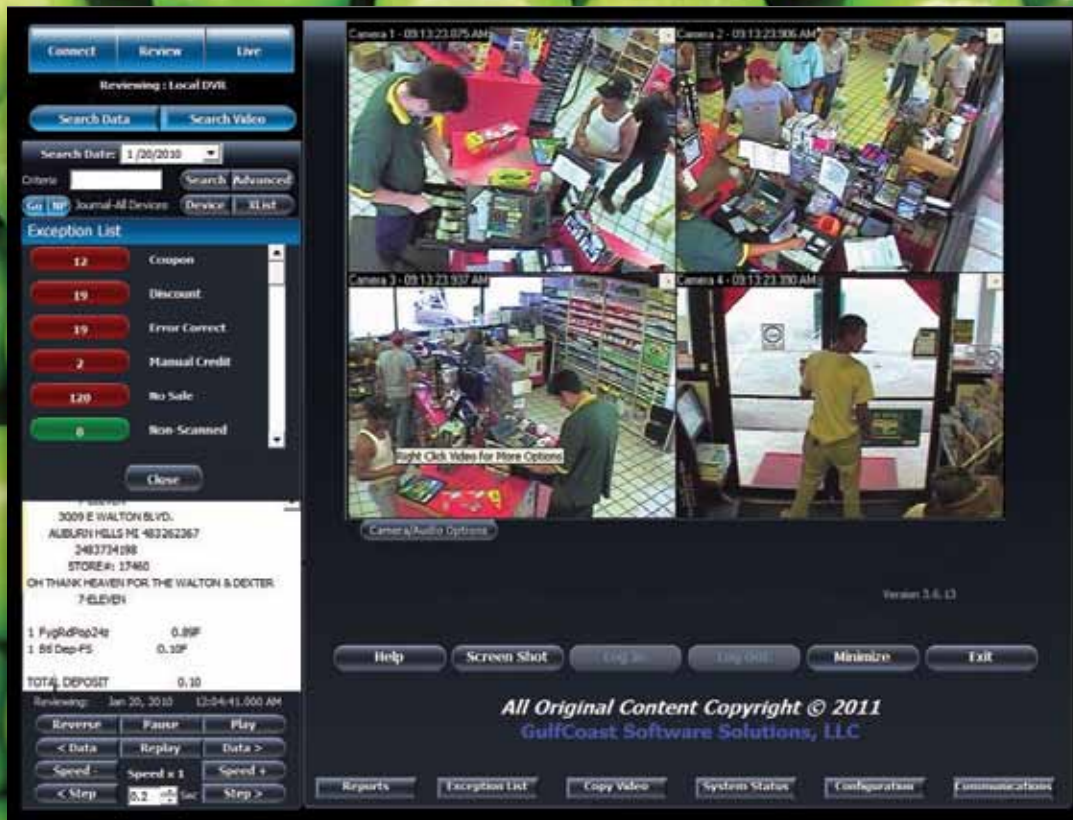 Connect Review Live
Reviewing : Local DVR
Search Data Search Video
Search Date: 1 /20/2010
Criteria Search Advanced
Go NP Journal-All Devices Device XList
Exception List
12 Coupon
19 Discount
19 Error Correct
2 Manual Credit
120 No Sale
0 Non-Scanned
Close
7-ELEVEN
3009 E WALTON BLVD.
AUBURN HILLS MI 483262367
2483734198
STORE#: 17460
OH THANK HEAVEN FOR THE WALTON & DEXTER
7-ELEVEN
1 FygRdPop24z 0.89F
1 B6 Dep-FS 0.10F
TOTAL DEPOSIT 0.10
Reviewing: Jan 20, 2010 12:04:41.000 AM
Reverse Pause Play
< Data Replay Data >
Speed - Speed x 1 Speed +
< Step 0.2 Sec Step >
Camera 1 - 09:13:23.875 AM
Camera 2 - 09:13:23.906 AM
Camera 3 - 09:13:23.937 AM
Camera 4 - 09:13:23.390 AM
Right Click Video for More Options
Camera/Audio Options
Version 3.6.13
Help Screen Shot Log In Log Out Minimize Exit
All Original Content Copyright © 2011
GulfCoast Software Solutions, LLC
Reports Exception List Copy Video System Status Configuration Communications